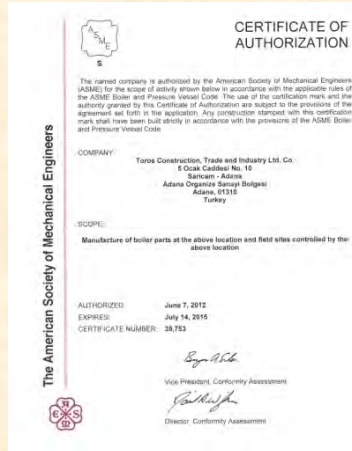 ASME
S
CERTIFICATE OF
AUTHORIZATION
The named company is authorized by the American Society of Mechanical Engineers
(ASME) for the scope of activity shown below in accordance with the applicable rules of
the ASME Boiler and Pressure Vessel Code. The use of the certification mark and the
authority granted by this Certificate of Authorization are subject to the provisions of the
agreement set forth in the application. Any construction stamped with this certification
mark shall have been built strictly in accordance with the provisions of the ASME Boiler
and Pressure Vessel Code.
COMPANY:
Toros Construction, Trade and Industry Ltd. Co.
5 Ocak Caddesi No. 10
Saricam - Adana
Adana Organize Sanayi Bolgesi
Adana, 01310
Turkey
SCOPE:
Manufacture of boiler parts at the above location and field sites controlled by the
above location
AUTHORIZED: June 7, 2012
EXPIRES: July 14, 2015
CERTIFICATE NUMBER: 38,753
Vice President, Conformity Assessment
Director, Conformity Assessment
The American Society of Mechanical Engineers